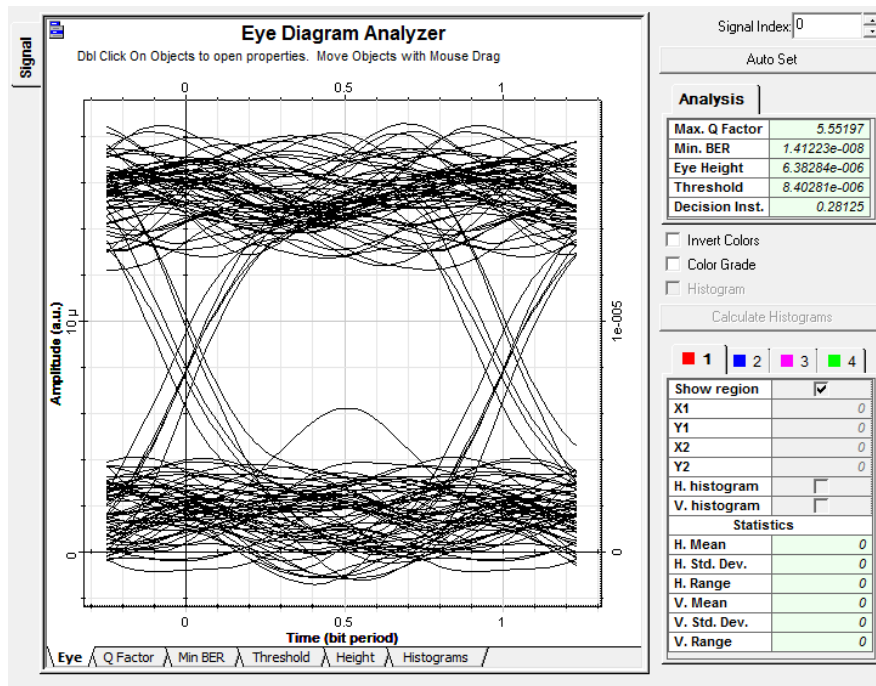 Signal
Eye Diagram Analyzer
Dbl Click On Objects to open properties. Move Objects with Mouse Drag
0 0.5 1
Amplitude (a.u.)
10 µ
0
1e-005
0
0 0.5 1
Time (bit period)
Eye Q Factor Min BER Threshold Height Histograms
Signal Index: 0
Auto Set
Analysis
Max. Q Factor 5.55197
Min. BER 1.41223e-008
Eye Height 6.38284e-006
Threshold 8.40281e-006
Decision Inst. 0.28125
Invert Colors
Color Grade
Histogram
Calculate Histograms
1 2 3 4
Show region
X1 0
Y1 0
X2 0
Y2 0
H. histogram
V. histogram
Statistics
H. Mean 0
H. Std. Dev. 0
H. Range 0
V. Mean 0
V. Std. Dev. 0
V. Range 0